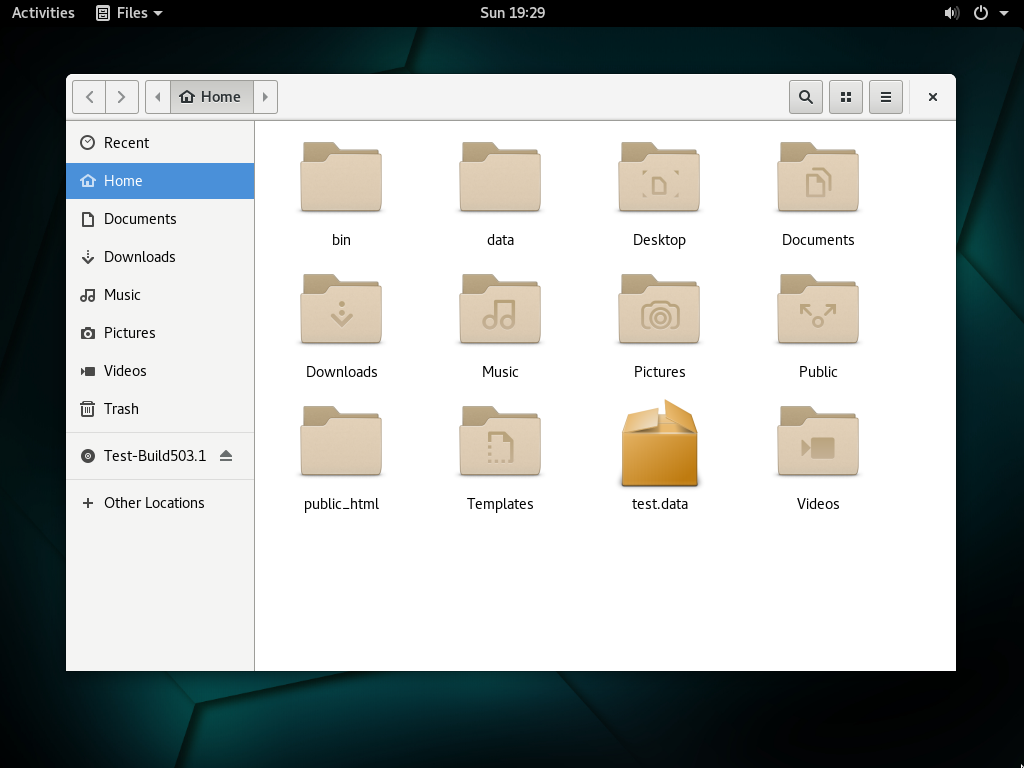 Activities Files Sun 19:29
Home
Recent
Home
Documents
Downloads
Music
Pictures
Videos
Trash
Test-Build503.1
Other Locations
bin data Desktop Documents
Downloads Music Pictures Public
public_html Templates test.data Videos